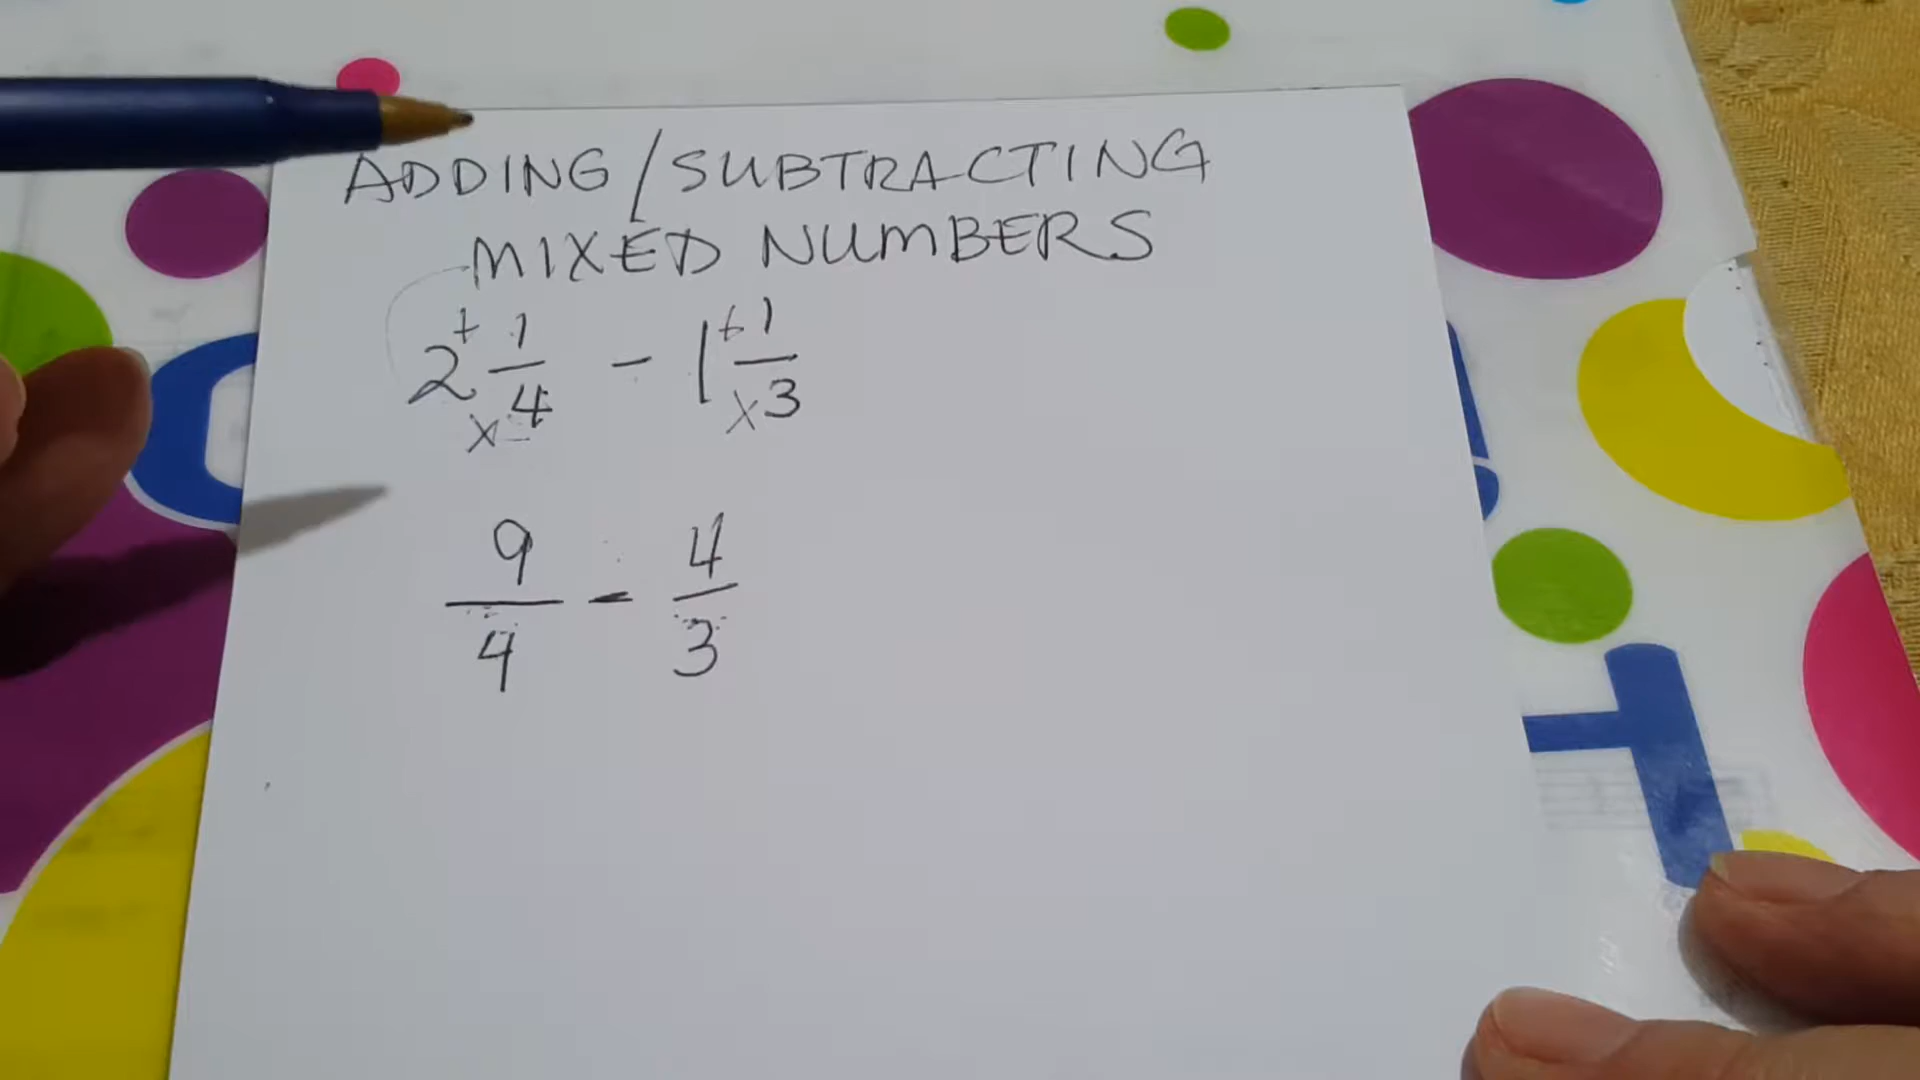 ADDING/SUBTRACTING
MIXED NUMBERS
2 + 1/4 x - 1 + 1/3 x
9/4 - 4/3